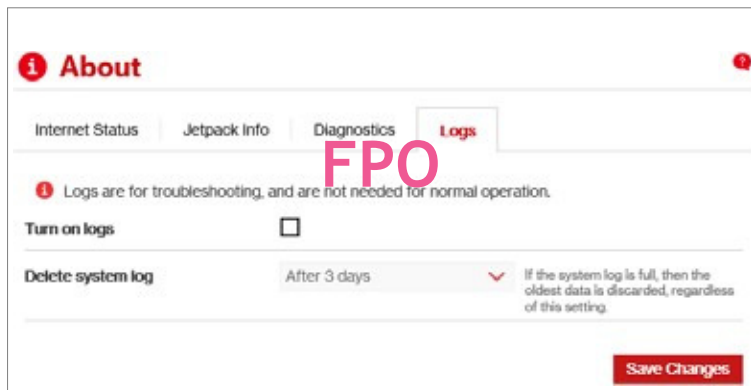 About
Internet Status Jetpack Info Diagnostics Logs
FPO
Logs are for troubleshooting, and are not needed for normal operation.
Turn on logs
Delete system log After 3 days If the system log is full, then the
oldest data is discarded, regardless
of this setting.
Save Changes